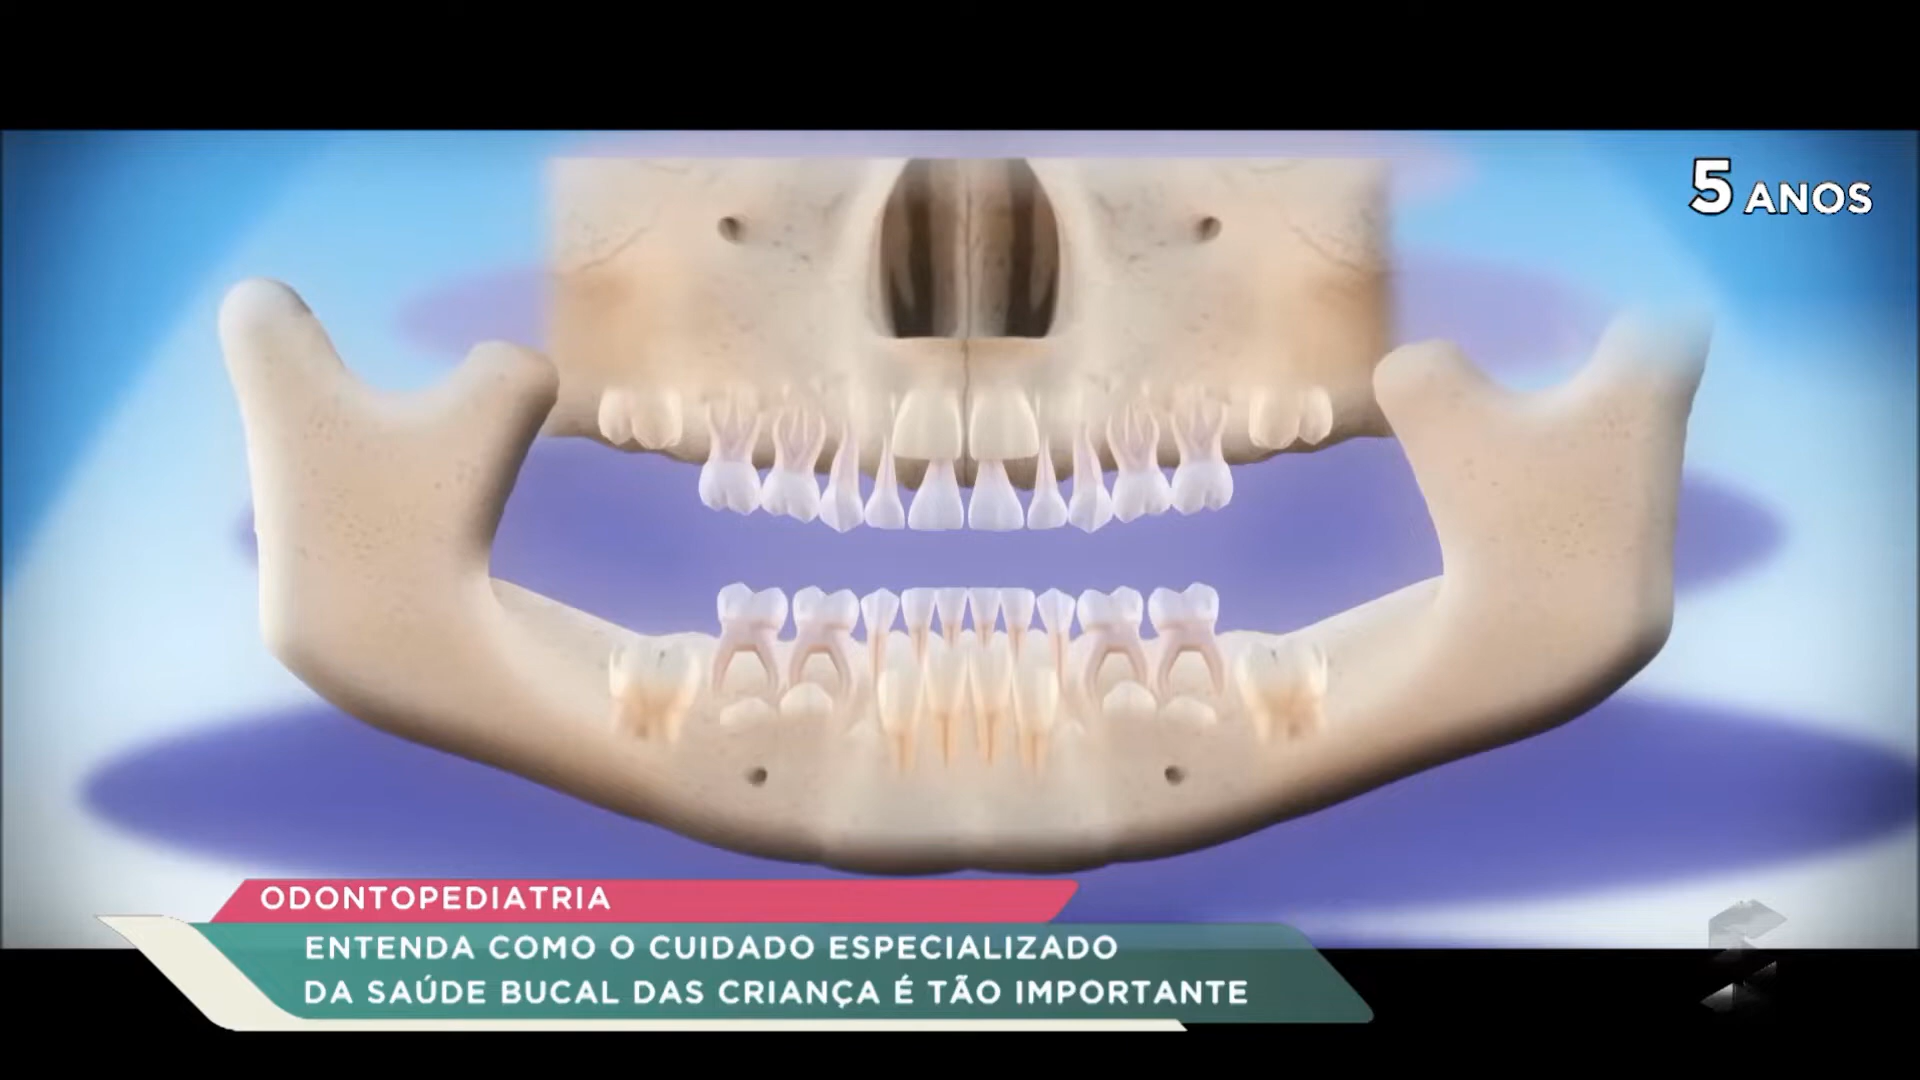 5 ANOS
ODONTOPEDIATRIA
ENTENDA COMO O CUIDADO ESPECIALIZADO
DA SAÚDE BUCAL DAS CRIANÇA É TÃO IMPORTANTE